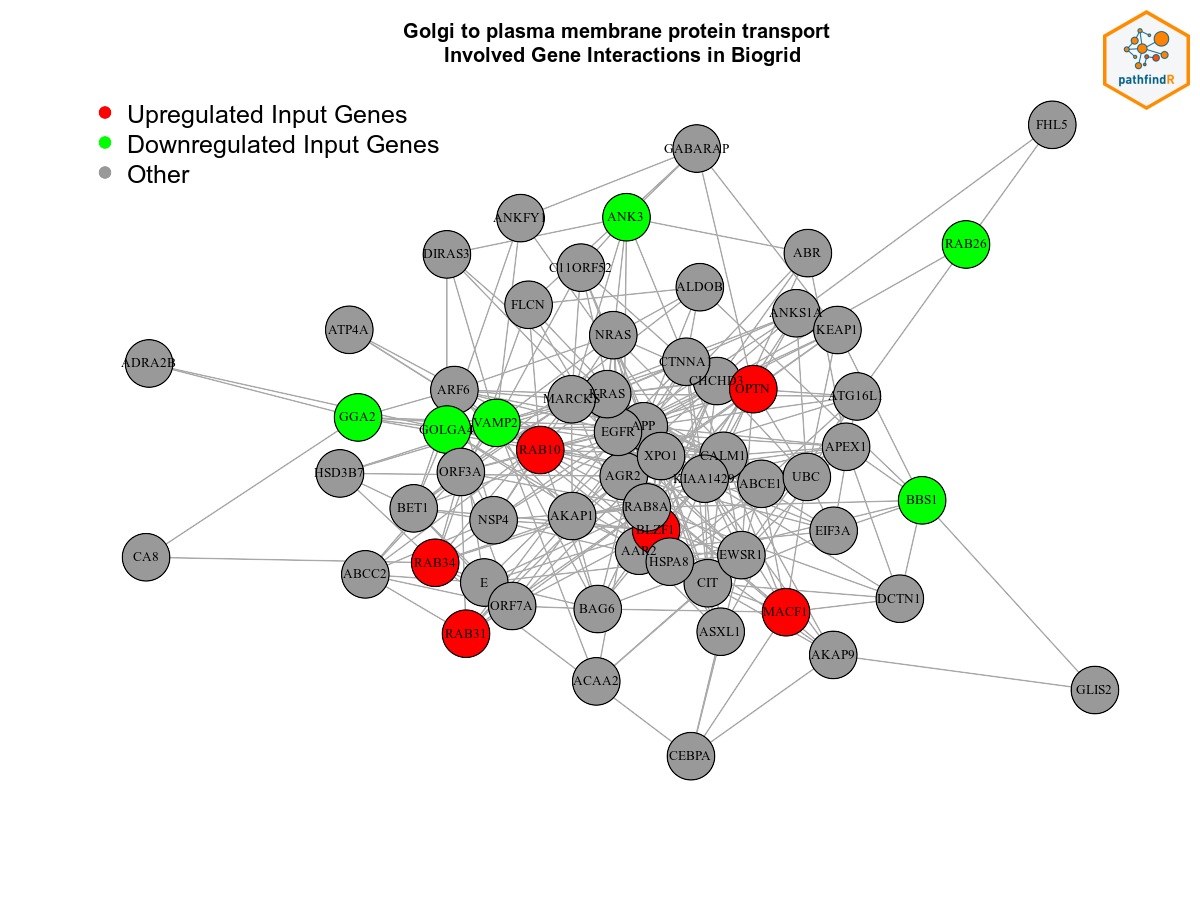 Golgi to plasma membrane protein transport
Involved Gene Interactions in Biogrid
pathfindR
Upregulated Input Genes
Downregulated Input Genes
Other
FHL5
GABARAP
ANKFY1
ANK3
RAB26
DIRAS3
ABR
C11ORF52
ALDOB
FLCN
ANKS1A
ATP4A
KEAP1
NRAS
ADRA2B
CTNNA
CHCHD3
OPTN
ARF6
KRAS
MARCKS
ATG16L
GGA2
VAMP2
GOLGA4
APP
EGFR
RAB10
XPO1
CALM1
APEX1
HSD3B7
ORF3A
AGR2
KIAA1429
ABCE1
UBC
BBS1
BET1
NSP4
AKAP1
RAB8A
BLZF1
EIF3A
CA8
ABCC2
RAB34
AAR2
HSPA8
EWSR1
E
CIT
ORF7A
BAG6
MACF1
DCTN1
RAB31
ASXL1
AKAP9
ACAA2
GLIS2
CEBPA